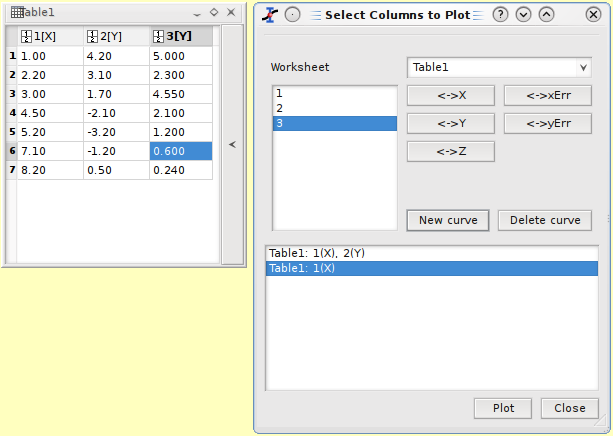 Table1
1[X] 2[Y] 3[Y]
1 1.00 4.20 5.000
2 2.20 3.10 2.300
3 3.00 1.70 4.550
4 4.50 -2.10 2.100
5 5.20 -3.20 1.200
6 7.10 -1.20 0.600
7 8.20 0.50 0.240
Select Columns to Plot
Worksheet Table1
1
2
3
<->X <->xErr
<->Y <->yErr
<->Z
New curve Delete curve
Table1: 1(X), 2(Y)
Table1: 1(X)
Plot Close